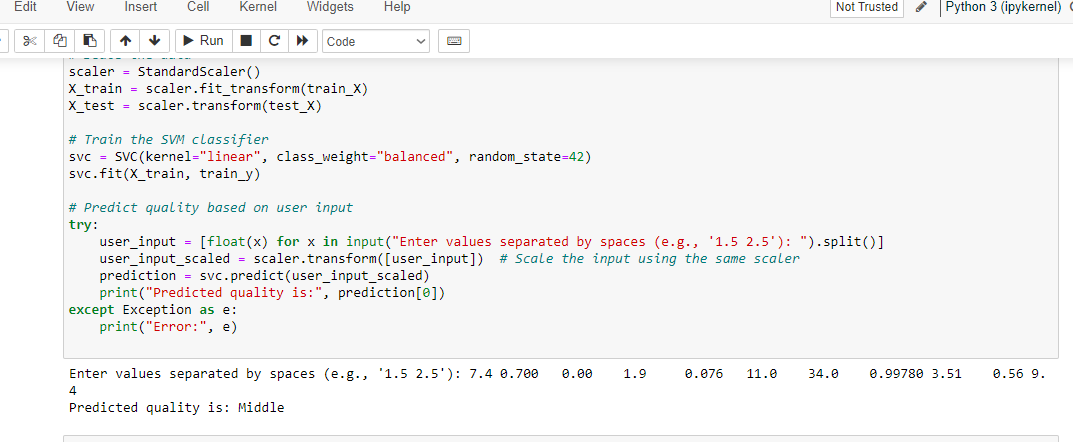 Edit View Insert Cell Kernel Widgets Help Not Trusted Python 3 (ipykernel)
Run Code
scaler = StandardScaler()
X_train = scaler.fit_transform(train_X)
X_test = scaler.transform(test_X)
# Train the SVM classifier
svc = SVC(kernel="linear", class_weight="balanced", random_state=42)
svc.fit(X_train, train_y)
# Predict quality based on user input
try:
    user_input = [float(x) for x in input("Enter values separated by spaces (e.g., '1.5 2.5'): ").split()]
    user_input_scaled = scaler.transform([user_input])  # Scale the input using the same scaler
    prediction = svc.predict(user_input_scaled)
    print("Predicted quality is:", prediction[0])
except Exception as e:
    print("Error:", e)
Enter values separated by spaces (e.g., '1.5 2.5'): 7.4 0.700 0.00 1.9 0.076 11.0 34.0 0.99780 3.51 0.56 9.
4
Predicted quality is: Middle